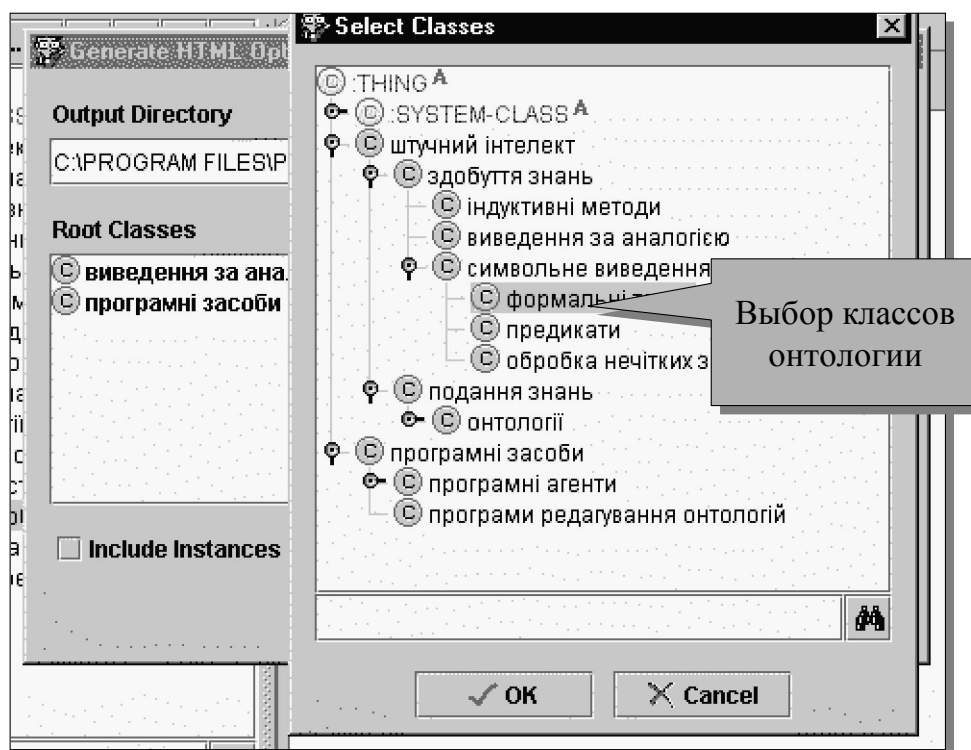 Generate HTML Opt
Output Directory
C:\PROGRAM FILES\P
Root Classes
виведення за ана
програмні засоби
Include Instances
Select Classes
:THING A
:SYSTEM-CLASS A
штучний інтелект
здобуття знань
індуктивні методи
виведення за аналогією
символьне виведення
формальні
предикати
обробка нечітких з
подання знань
онтології
програмні засоби
програмні агенти
програми редагування онтологій
OK
Cancel
Выбор классов
онтологии